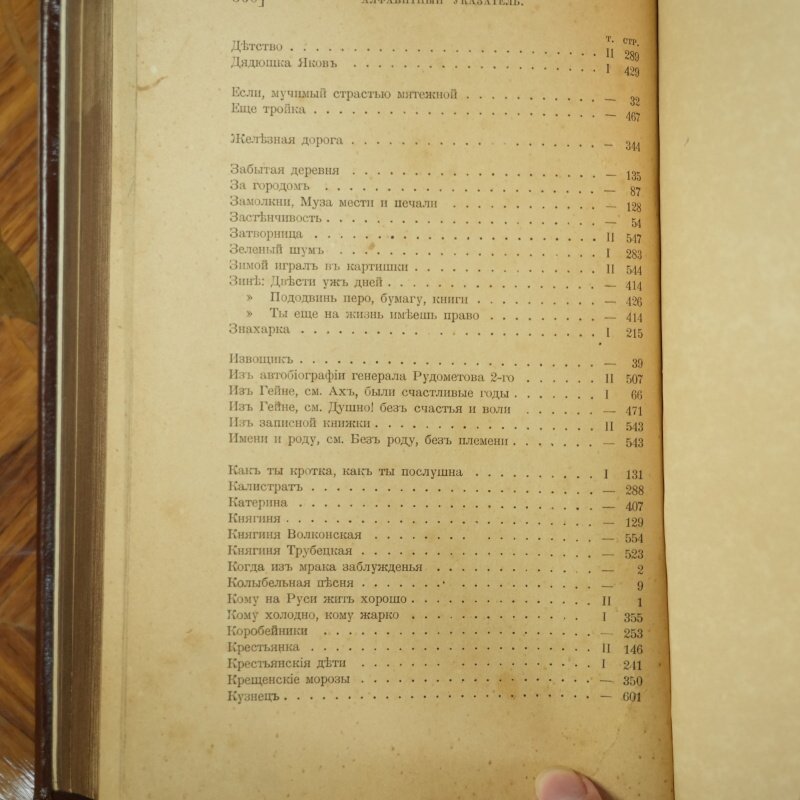 АЛФАВИТНЫЙ УКАЗАТЕЛЬ.
Т. СТР.
Дѣтство . . . . . . . . . . . . . . . . . . . . II 289
Дядюшка Яковъ . . . . . . . . . . . . . . . . I 429
Если, мучимый страстью мятежной . . . . . . . . — 32
Еще тройка . . . . . . . . . . . . . . . . . . — 467
Желѣзная дорога . . . . . . . . . . . . . . . . — 344
Забытая деревня . . . . . . . . . . . . . . . . — 135
За городомъ . . . . . . . . . . . . . . . . . . — 87
Замолкни, Муза мести и печали . . . . . . . . . — 128
Застѣнчивость . . . . . . . . . . . . . . . . . — 54
Затворница . . . . . . . . . . . . . . . . . . II 547
Зеленый шумъ . . . . . . . . . . . . . . . . . I 283
Зимой игралъ въ картишки . . . . . . . . . . . II 544
Зинѣ: Двѣсти ужъ дней . . . . . . . . . . . . . — 414
» Пододвинь перо, бумагу, книги . . . . . . . . — 426
» Ты еще на жизнь имѣешь право . . . . . . . — 414
Знахарка . . . . . . . . . . . . . . . . . . . I 215
Извощикъ . . . . . . . . . . . . . . . . . . . — 39
Изъ автобіографіи генерала Рудометова 2-го . . . . . II 507
Изъ Гейне, см. Ахъ, были счастливые годы . . . . . . I 66
Изъ Гейне, см. Душно! безъ счастья и воли . . . . . — 471
Изъ записной книжки . . . . . . . . . . . . . . II 543
Имени и роду, см. Безъ роду, безъ племени . . . . . . — 543
Какъ ты кротка, какъ ты послушна . . . . . . . . I 131
Калистратъ . . . . . . . . . . . . . . . . . . — 288
Катерина . . . . . . . . . . . . . . . . . . . — 407
Княгиня . . . . . . . . . . . . . . . . . . . . — 129
Княгиня Волконская . . . . . . . . . . . . . . — 554
Княгиня Трубецкая . . . . . . . . . . . . . . . — 523
Когда изъ мрака заблужденья . . . . . . . . . . — 2
Колыбельная пѣсня . . . . . . . . . . . . . . . — 9
Кому на Руси жить хорошо . . . . . . . . . . . . II 1
Кому холодно, кому жарко . . . . . . . . . . . I 355
Коробейники . . . . . . . . . . . . . . . . . . — 253
Крестьянка . . . . . . . . . . . . . . . . . . II 146
Крестьянскія дѣти . . . . . . . . . . . . . . . I 241
Крещенскіе морозы . . . . . . . . . . . . . . . — 350
Кузнецъ . . . . . . . . . . . . . . . . . . . . — 601